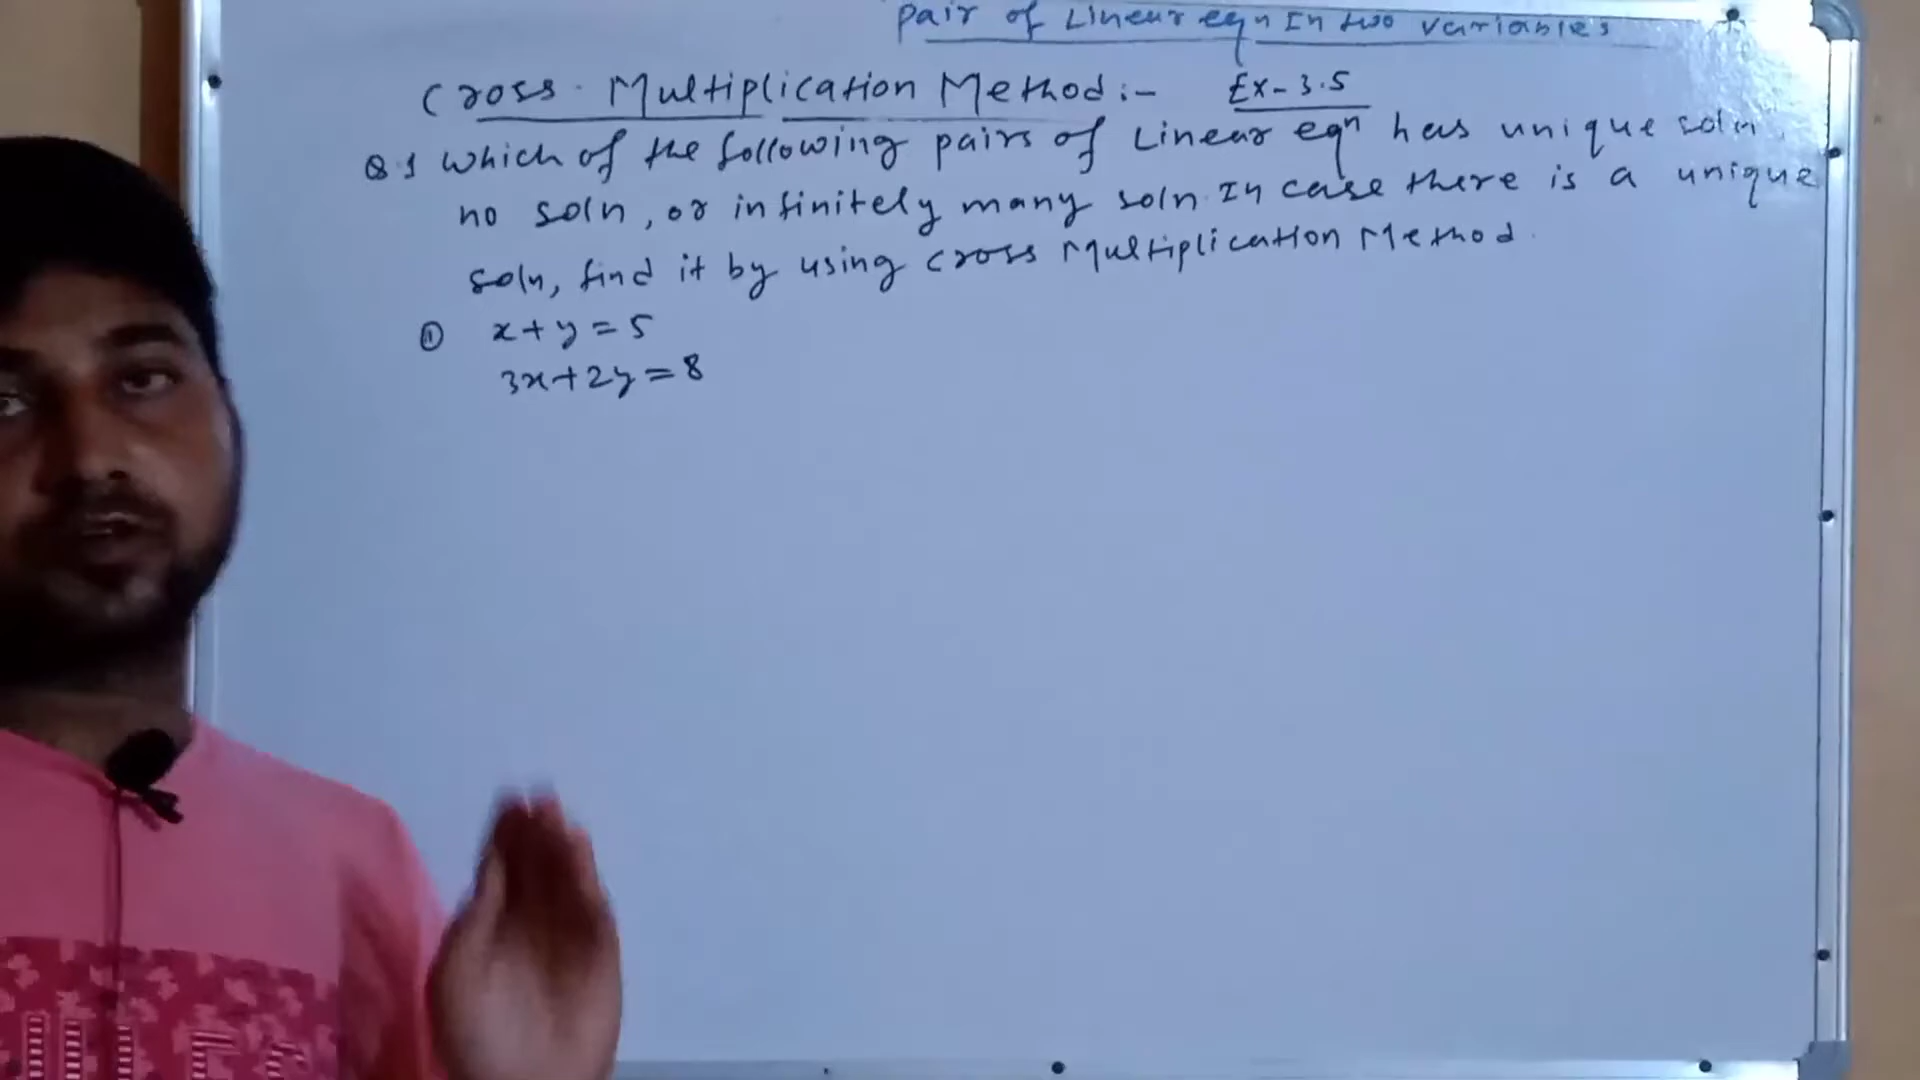 Pair of Linear eqn In two variables
Cross Multiplication Method :- Ex-3.5
Q.1 Which of the following pairs of Linear eqn has unique soln
no soln, or infinitely many soln. In case there is a unique
soln, find it by using cross Multiplication Method.
① x+y=5
3x+2y=8